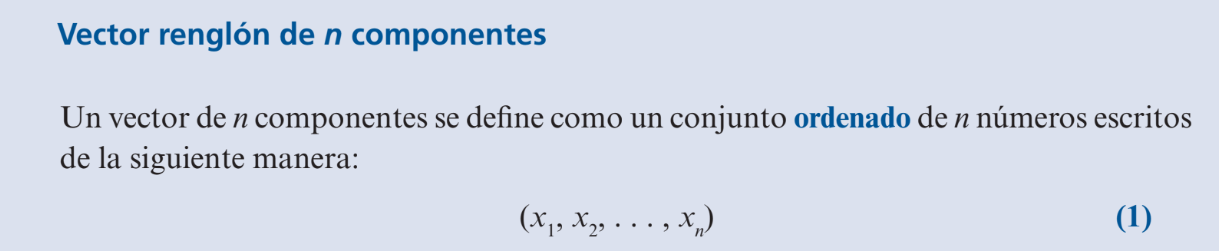 Vector renglón de n componentes
Un vector de n componentes se define como un conjunto ordenado de n números escritos
de la siguiente manera:
(x₁, x₂, . . . , xₙ) (1)